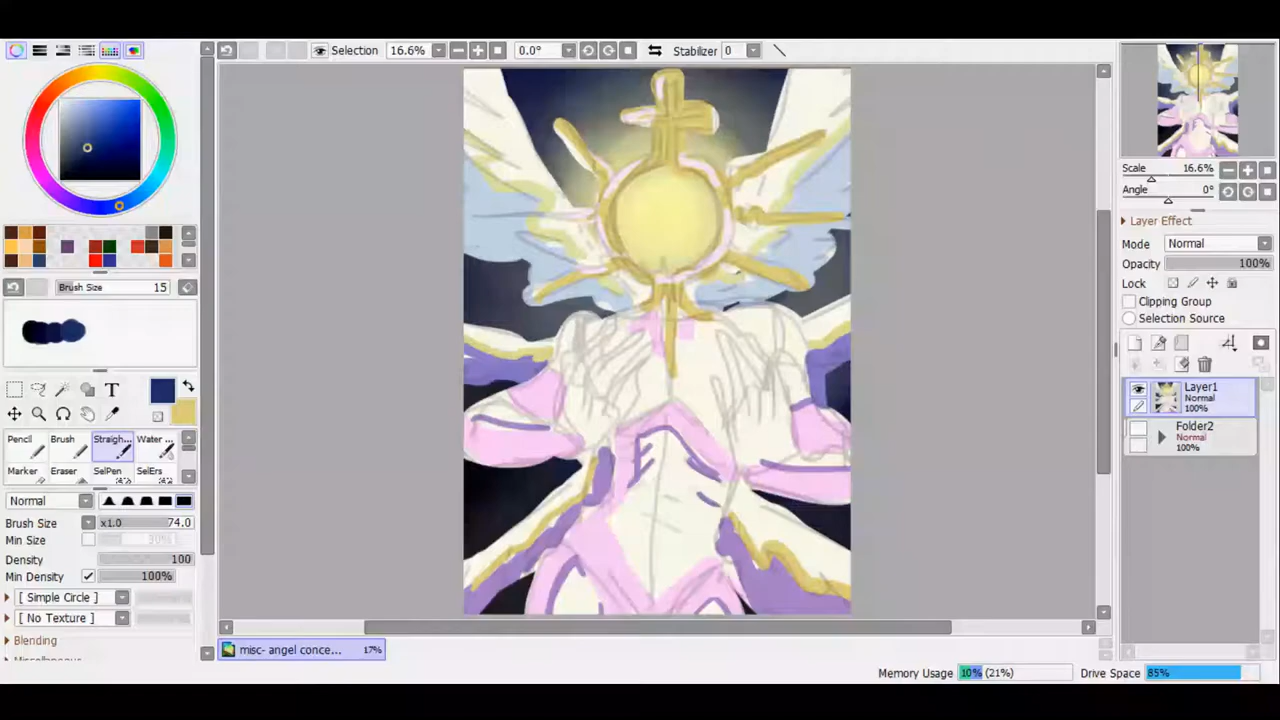 Selection 16.6% 0.0° Stabilizer 0
Scale 16.6%
Angle 0°
Layer Effect
Mode Normal
Opacity 100%
Lock
Clipping Group
Selection Source
Layer1
Normal
100%
Folder2
Normal
100%
Brush Size 15
T
Pencil Brush Straigh... Water ...
Marker Eraser SelPen SelErs
Normal
Brush Size x1.0 74.0
Min Size 30%
Density 100
Min Density 100%
[ Simple Circle ]
[ No Texture ]
Blending
misc- angel conce... 17%
Memory Usage 10% (21%) Drive Space 85%